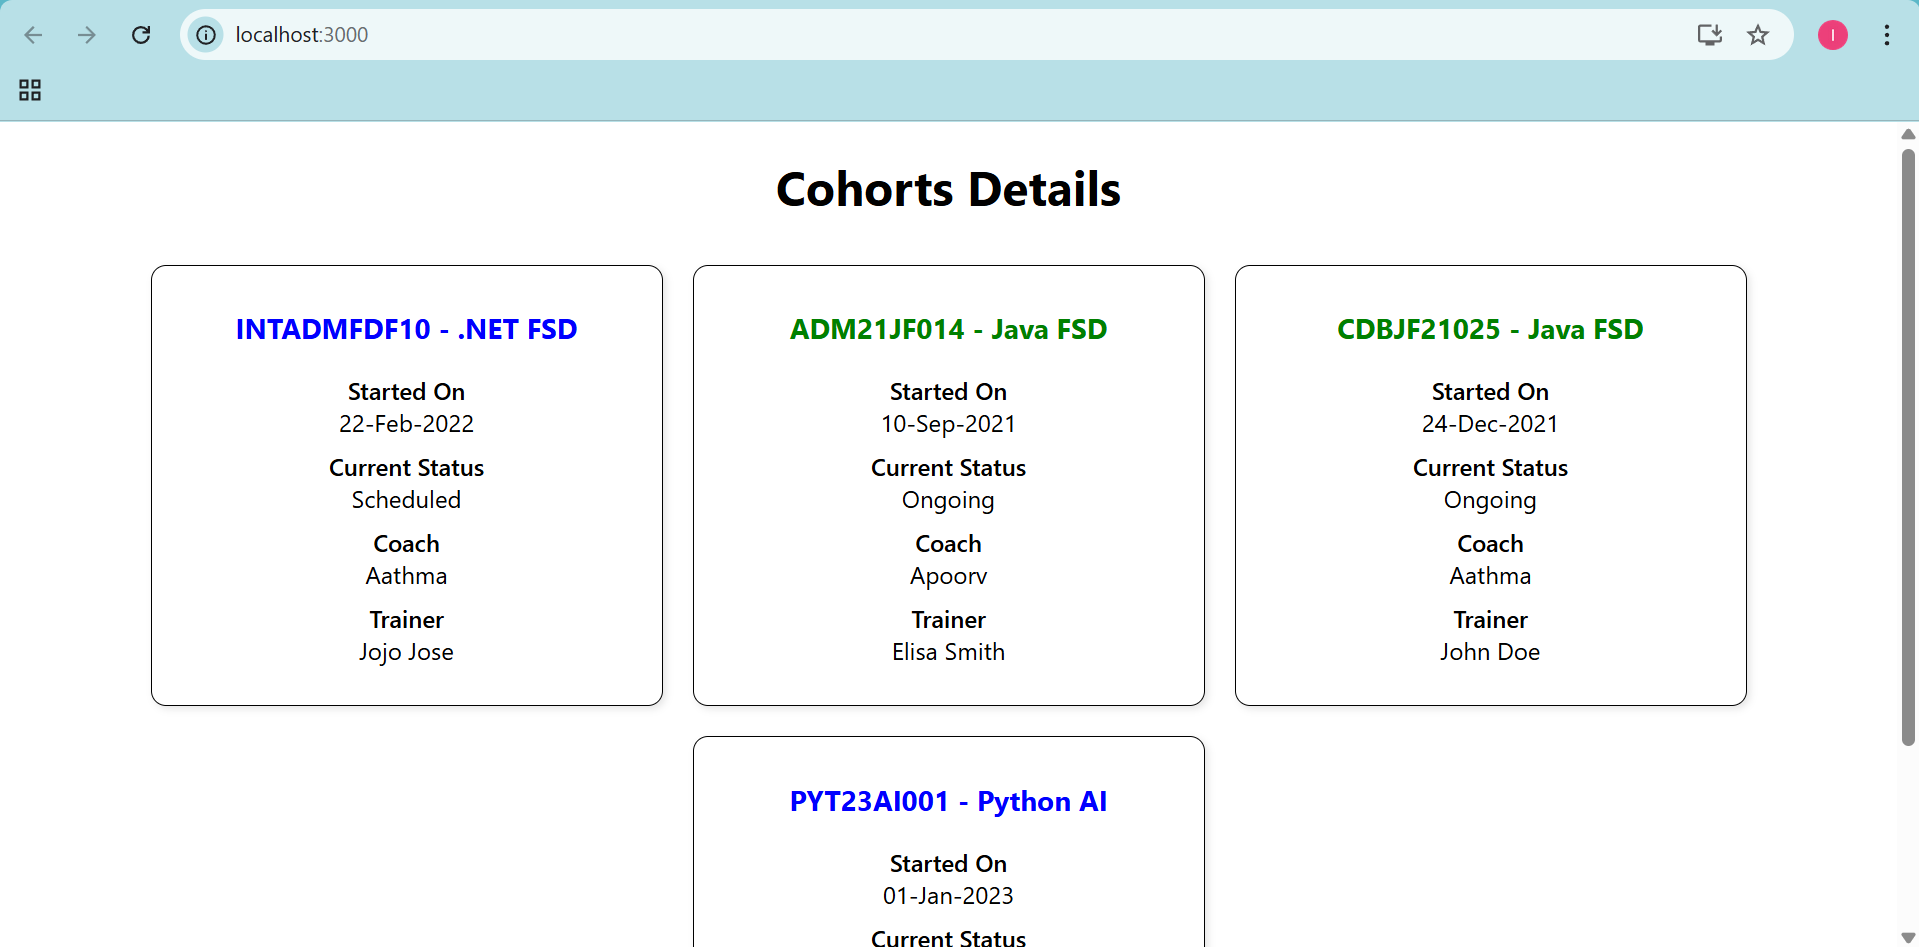 localhost:3000
I
Cohorts Details
INTADMFDF10 - .NET FSD
Started On
22-Feb-2022
Current Status
Scheduled
Coach
Aathma
Trainer
Jojo Jose
ADM21JF014 - Java FSD
Started On
10-Sep-2021
Current Status
Ongoing
Coach
Apoorv
Trainer
Elisa Smith
CDBJF21025 - Java FSD
Started On
24-Dec-2021
Current Status
Ongoing
Coach
Aathma
Trainer
John Doe
PYT23AI001 - Python AI
Started On
01-Jan-2023
Current Status